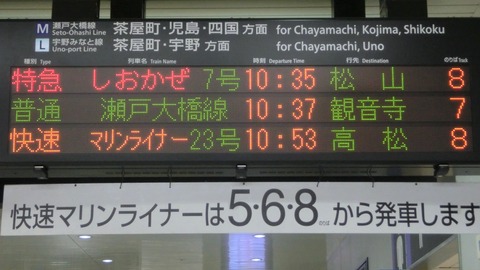 M 瀬戸大橋線 Seto-Ohashi Line 茶屋町・児島・四国 方面 for Chayamachi, Kojima, Shikoku
L 宇野みなと線 Uno-port Line 茶屋町・宇野 方面 for Chayamachi, Uno
種別 Type 列車名 Train Name 時刻 Departure Time 行先 Destination のりば Track
特急 しおかぜ 7号 10:35 松山 8
普通 瀬戸大橋線 10:37 観音寺 7
快速 マリンライナー 23号 10:53 高松 8
快速マリンライナーは5・6・8のりばから発車します